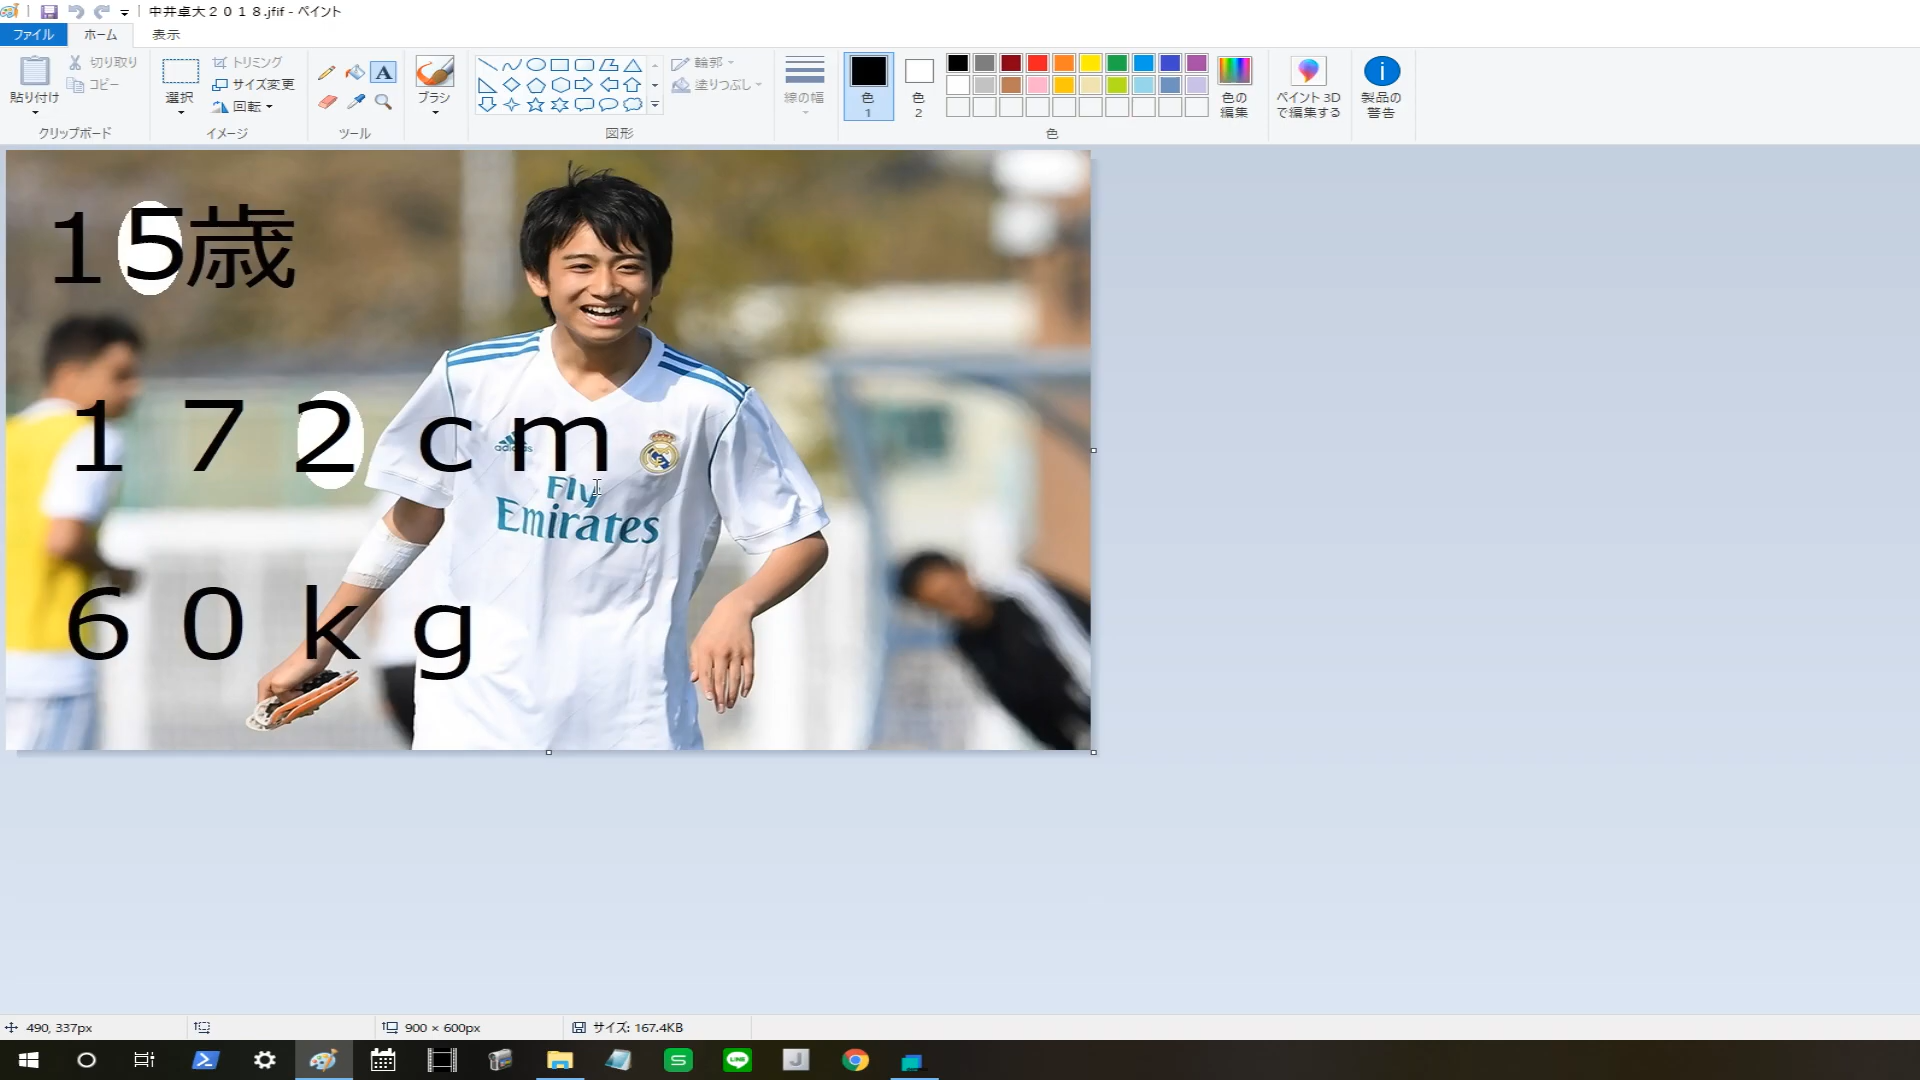 中井卓大２０１８.jfif - ペイント
ファイル ホーム 表示
貼り付け 切り取り コピー
選択 トリミング サイズ変更 回転
ブラシ
輪郭 塗りつぶし
線の幅
色 1 色 2
色の編集
ペイント 3D で編集する
製品の警告
クリップボード イメージ ツール 図形 色
15歳
１７２ｃｍ
adidas
Fly
Emirates
６０ｋｇ
490, 337px 900 × 600px サイズ: 167.4KB
LINE